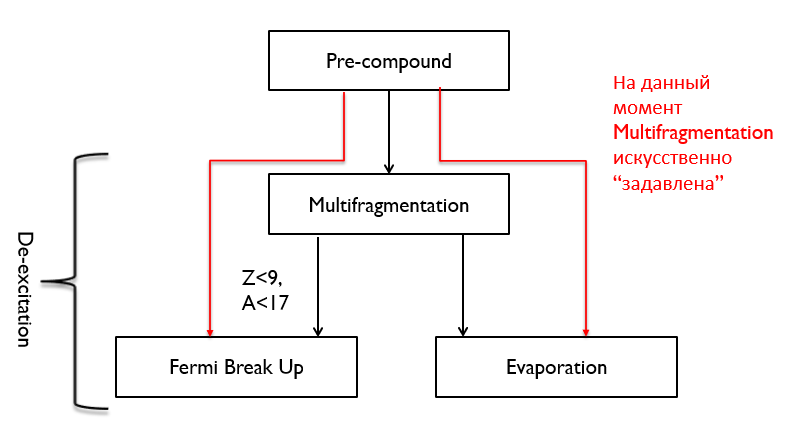 Pre-compound
На данный
момент
Multifragmentation
искусственно
“задавлена”
Multifragmentation
De-excitation
Z<9,
A<17
Fermi Break Up
Evaporation